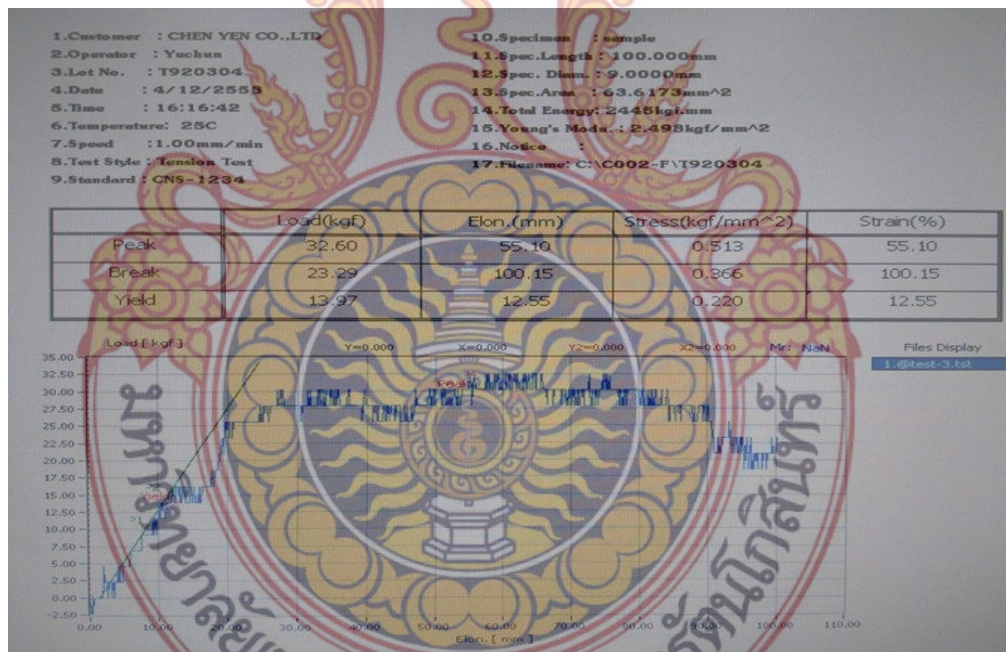 1.Customer : CHEN YEN CO.,LTD
2.Operator : Yuchun
3.Lot No. : T920304
4.Date : 4/12/2553
5.Time : 16:16:42
6.Temperature: 25C
7.Speed :1.00mm/min
8.Test Style : Tension Test
9.Standard : CNS-1234
10.Specimen : sample
11.Spec.Length : 100.000mm
12.Spec. Diam. : 9.0000mm
13.Spec.Area : 63.6173mm^2
14.Total Energy: 2445kgf.mm
15.Young's Modu. : 2.498kgf/mm^2
16.Notice :
17.Filename: C:\C002-F\T920304
Load(kgf) Elon.(mm) Stress(kgf/mm^2) Strain(%)
Peak 32.60 55.10 0.513 55.10
Break 23.29 100.15 0.366 100.15
Yield 13.97 12.55 0.220 12.55
Load [ kgf ] Y=0.000 X=0.000 Y2=0.000 X2=0.000 Mr: NaN Files Display
1.@test-3.tst
35.00
32.50
30.00
27.50
25.00
22.50
20.00
17.50
15.00
12.50
10.00
7.50
5.00
2.50
0.00
-2.50
Peak
Yield
0.00 10.00 20.00 30.00 40.00 50.00 60.00 70.00 80.00 90.00 100.00 110.00
Elon. [ mm ]